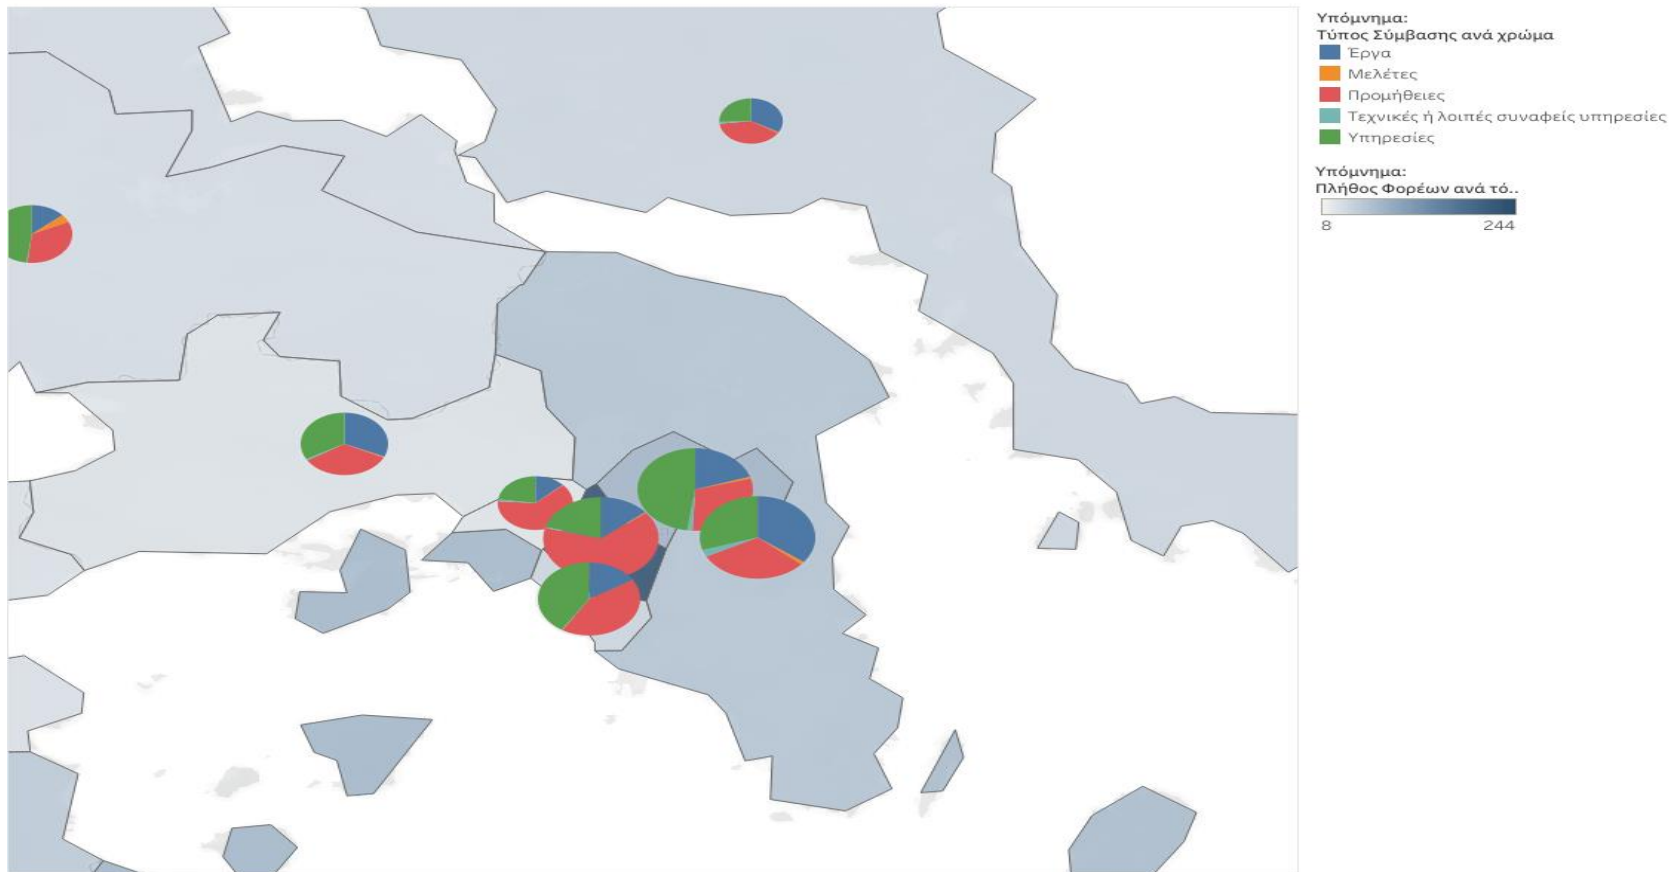 Υπόμνημα:
Τύπος Σύμβασης ανά χρώμα
Έργα
Μελέτες
Προμήθειες
Τεχνικές ή λοιπές συναφείς υπηρεσίες
Υπηρεσίες
Υπόμνημα:
Πλήθος Φορέων ανά τό..
8 244